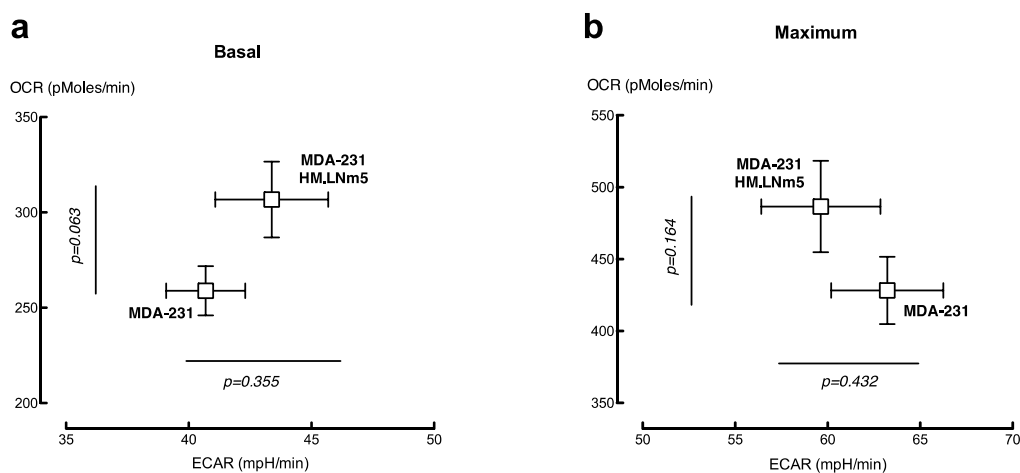 a
Basal
OCR (pMoles/min)
350
300
250
200
p=0.063
MDA-231
HM.LNm5
MDA-231
p=0.355
35
40
45
50
ECAR (mpH/min)
b
Maximum
OCR (pMoles/min)
550
500
450
400
350
p=0.164
MDA-231
HM.LNm5
MDA-231
p=0.432
50
55
60
65
70
ECAR (mpH/min)